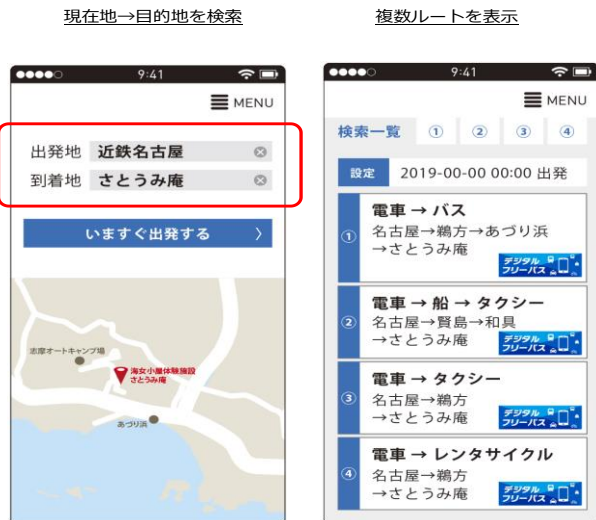 現在地→目的地を検索
9:41
MENU
出発地 近鉄名古屋
到着地 さとうみ庵
いますぐ出発する
志摩オートキャンプ場
海女小屋体験施設
さとうみ庵
あづり浜
複数ルートを表示
9:41
MENU
検索一覧 ① ② ③ ④
設定 2019-00-00 00:00 出発
① 電車 → バス
名古屋→鵜方→あづり浜
→さとうみ庵
デジタル
フリーパス
② 電車 → 船 → タクシー
名古屋→賢島→和具
→さとうみ庵
デジタル
フリーパス
③ 電車 → タクシー
名古屋→鵜方
→さとうみ庵
デジタル
フリーパス
④ 電車 → レンタサイクル
名古屋→鵜方
→さとうみ庵
デジタル
フリーパス